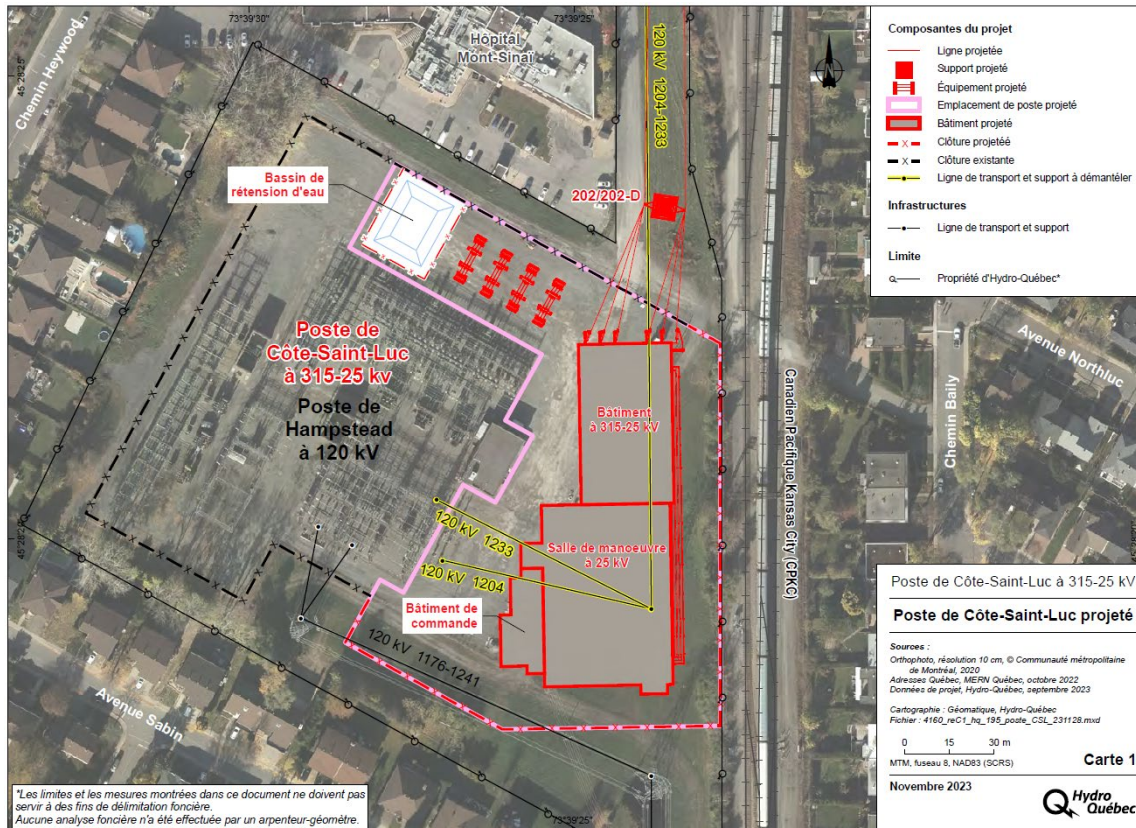 73°39'30"
73°39'25"
Chemin Heywood
45°28'25"
Hôpital
Mont-Sinaï
120 kV 1204-1233
Bassin de
rétension d'eau
202/202-D
Poste de
Côte-Saint-Luc
à 315-25 kv
Poste de
Hampstead
à 120 kV
Bâtiment
à 315-25 kV
Canadien Pacifique Kansas City (CPKC)
Chemin Baily
Avenue Northluc
45°28'20"
120 kV 1233
Salle de manoeuvre
à 25 kV
120 kV 1204
Bâtiment de
commande
120 kV 1176-1241
Avenue Sabin
73°39'25"
*Les limites et les mesures montrées dans ce document ne doivent pas
servir à des fins de délimitation foncière.
Aucune analyse foncière n'a été effectuée par un arpenteur-géomètre.
Composantes du projet
Ligne projetée
Support projeté
Équipement projeté
Emplacement de poste projeté
Bâtiment projeté
Clôture projetéé
Clôture existante
Ligne de transport et support à démanteler
Infrastructures
Ligne de transport et support
Limite
Propriété d'Hydro-Québec*
Poste de Côte-Saint-Luc à 315-25 kV
Poste de Côte-Saint-Luc projeté
Sources :
Orthophoto, résolution 10 cm, © Communauté métropolitaine
de Montréal, 2020
Adresses Québec, MERN Québec, octobre 2022
Données de projet, Hydro-Québec, septembre 2023
Cartographie : Géomatique, Hydro-Québec
Fichier : 4160_reC1_hq_195_poste_CSL_231128.mxd
0 15 30 m
MTM, fuseau 8, NAD83 (SCRS)
Carte 1
Novembre 2023
Hydro
Québec